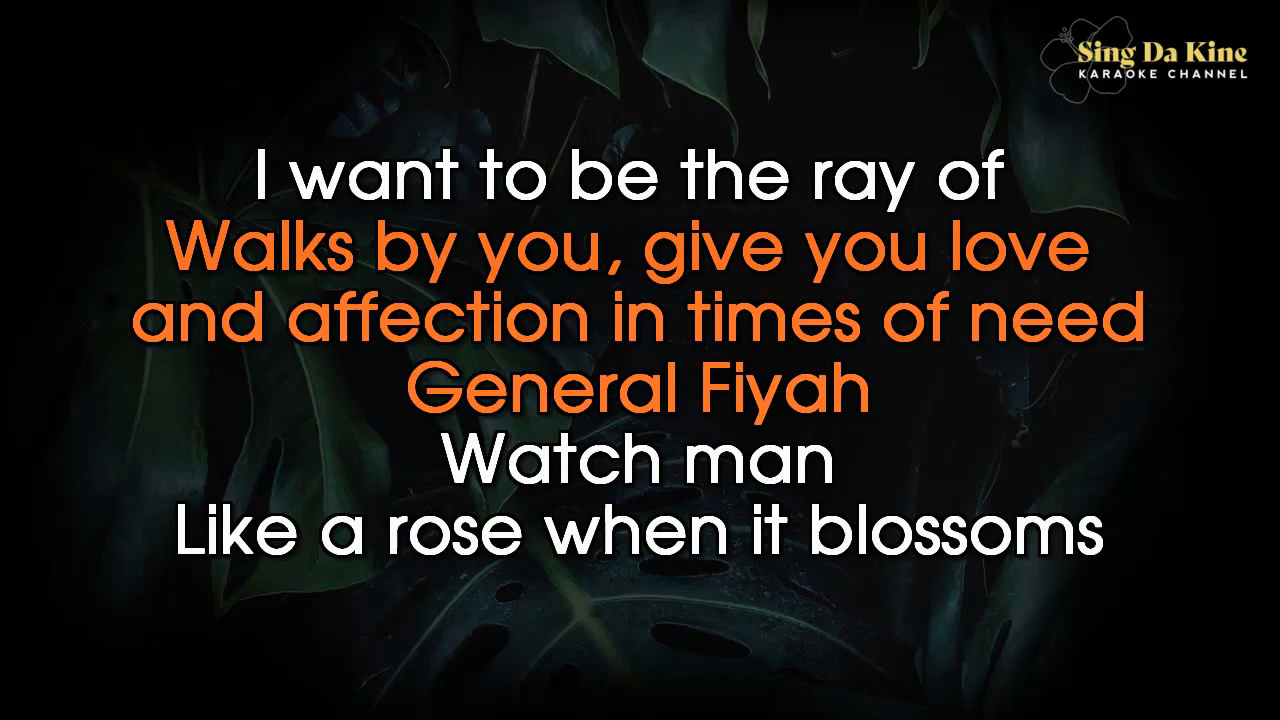 Sing Da Kine
KARAOKE CHANNEL
I want to be the ray of
Walks by you, give you love
and affection in times of need
General Fiyah
Watch man
Like a rose when it blossoms